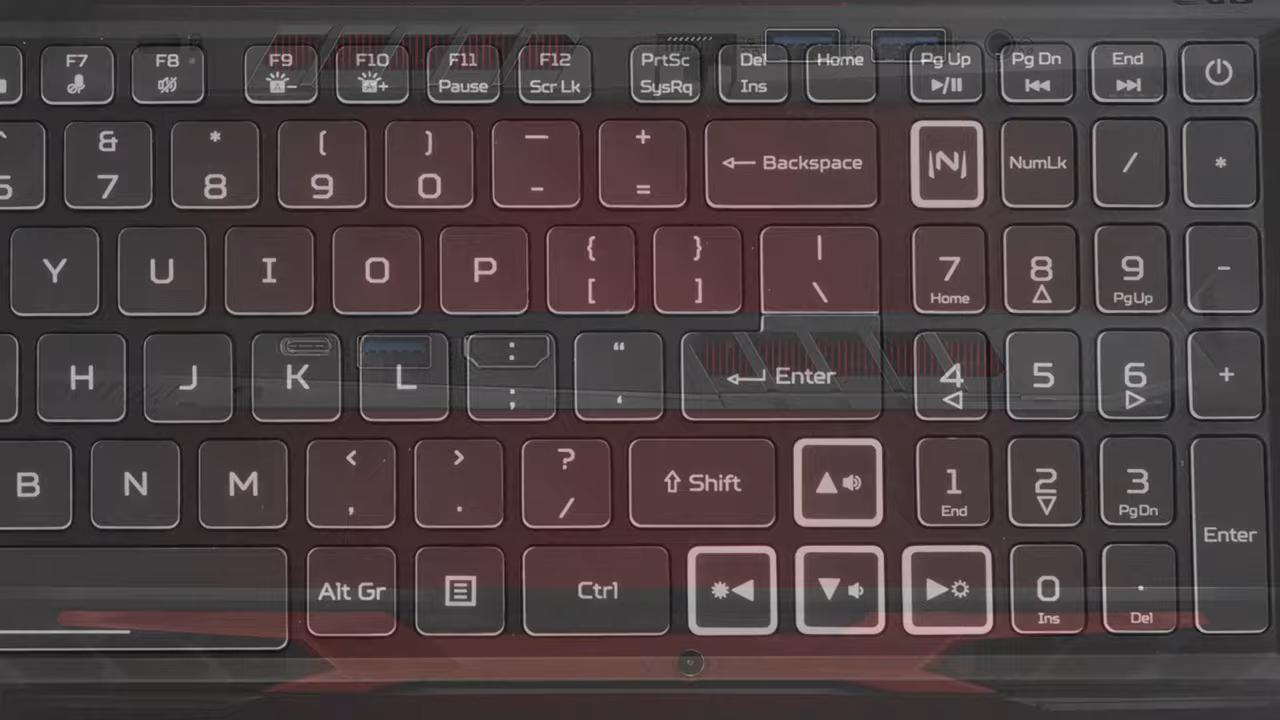 F7 F8 F9 F10 F11 Pause F12 Scr Lk PrtSc SysRq Del Ins Home Pg Up Pg Dn End
& 7 * 8 ( 9 ) 0 — - + = Backspace N NumLk / *
Y U I O P { [ } ] | \ 7 Home 8 9 PgUp -
H J K L : ; “ ‘ Enter 4 5 6 +
B N M < , > . ? / Shift 1 End 2 3 PgDn Enter
Alt Gr Ctrl 0 Ins . Del